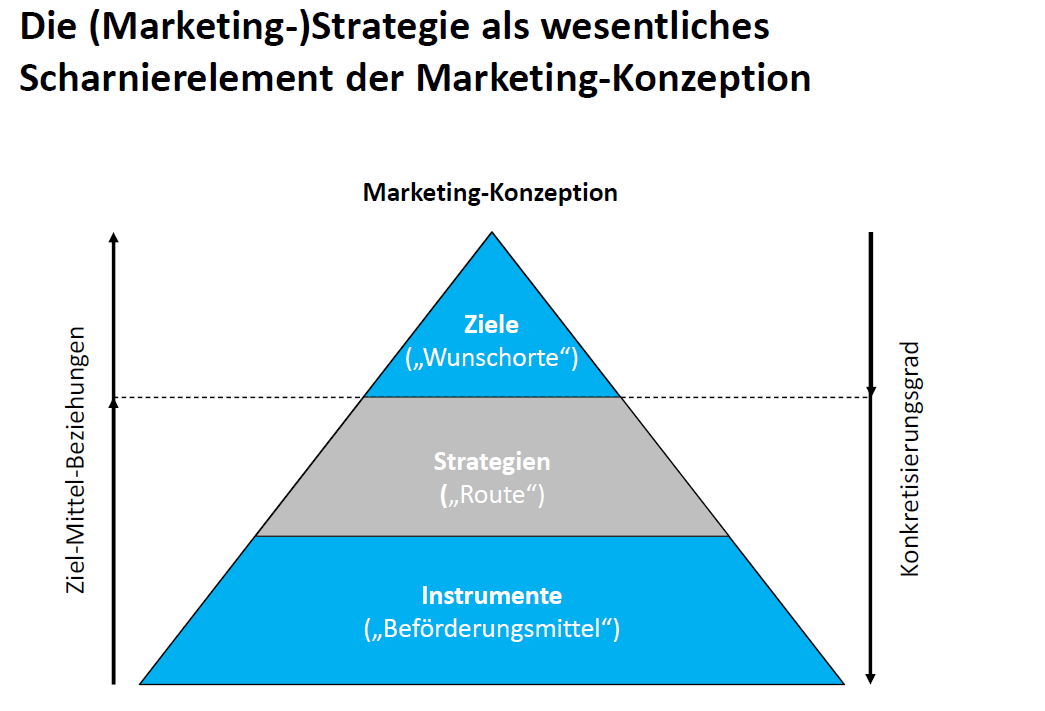 Die (Marketing-)Strategie als wesentliches
Scharnierelement der Marketing-Konzeption
Marketing-Konzeption
Ziel-Mittel-Beziehungen
Ziele
(„Wunschorte“)
Strategien
(„Route“)
Instrumente
(„Beförderungsmittel“)
Konkretisierungsgrad